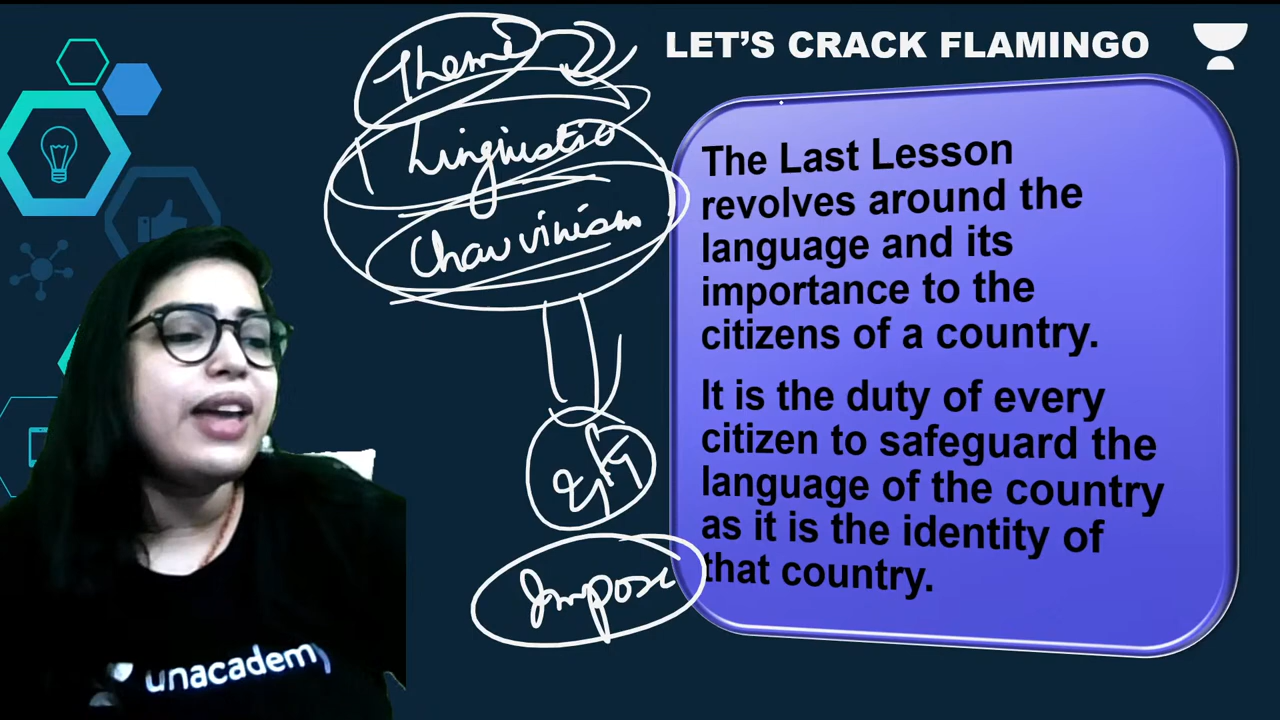 LET'S CRACK FLAMINGO
Theme
Linguistic
Chauvinism
Impose
The Last Lesson
revolves around the
language and its
importance to the
citizens of a country.
It is the duty of every
citizen to safeguard the
language of the country
as it is the identity of
that country.
unacademy